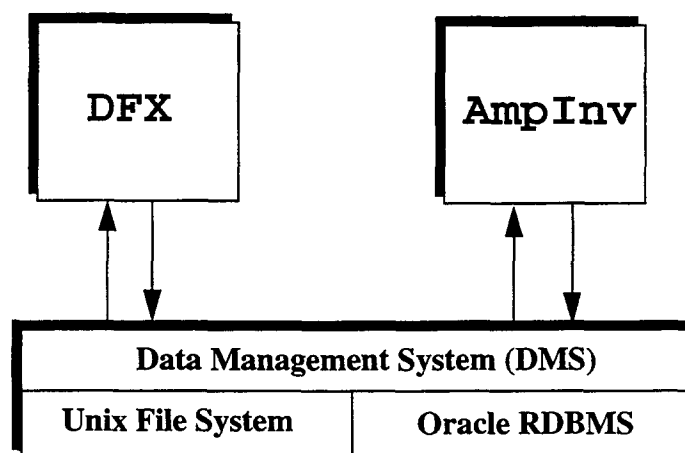 DFX
AmpInv
Data Management System (DMS)
Unix File System
Oracle RDBMS